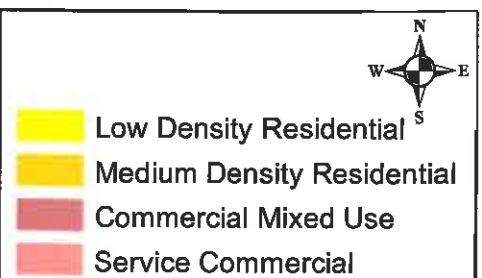 N
W E
S
Low Density Residential
Medium Density Residential
Commercial Mixed Use
Service Commercial